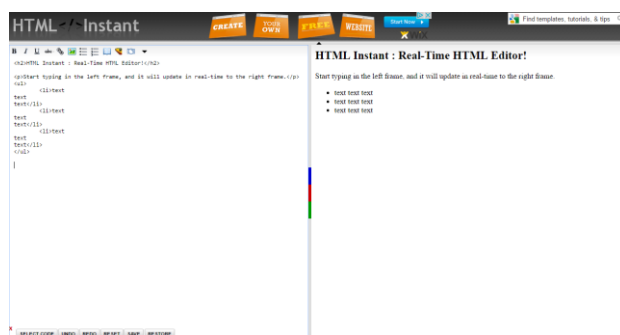 HTML Instant
CREATE YOUR OWN FREE WEBSITE
Start Now
WiX
Find templates, tutorials, & tips
B I U
<h2>HTML Instant : Real-Time HTML Editor!</h2>
<p>Start typing in the left frame, and it will update in real-time to the right frame.</p>
<ul>
<li>text
text
text</li>
<li>text
text
text</li>
<li>text
text
text</li>
</ul>
SELECT CODE UNDO REDO RESET SAVE RESTORE
HTML Instant : Real-Time HTML Editor!
Start typing in the left frame, and it will update in real-time to the right frame.
text text text
text text text
text text text